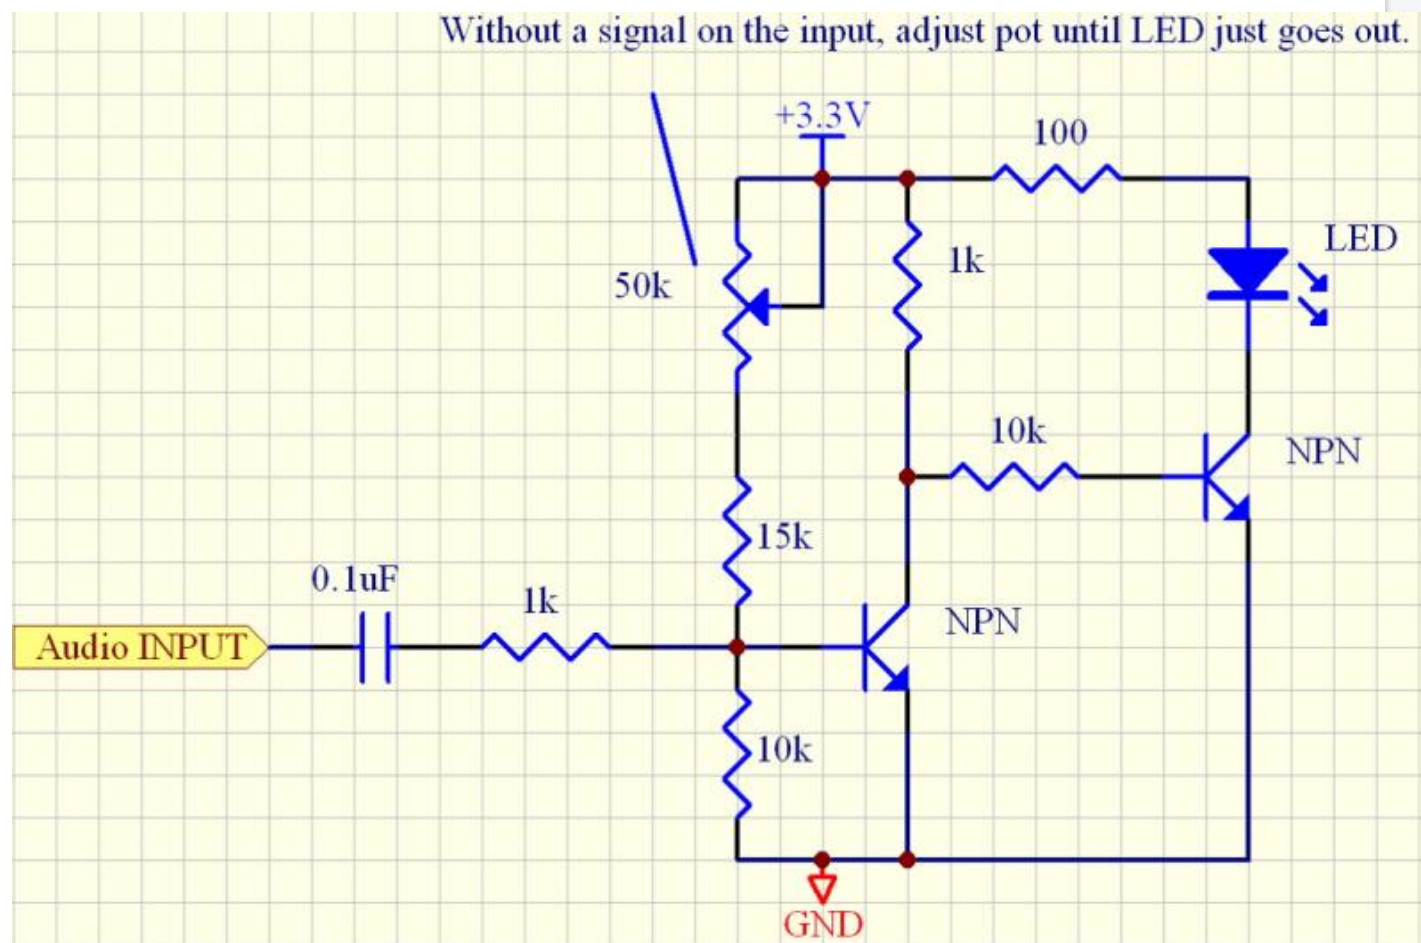 Without a signal on the input, adjust pot until LED just goes out.
+3.3V
100
LED
50k
1k
10k
NPN
15k
0.1uF
1k
NPN
Audio INPUT
10k
GND